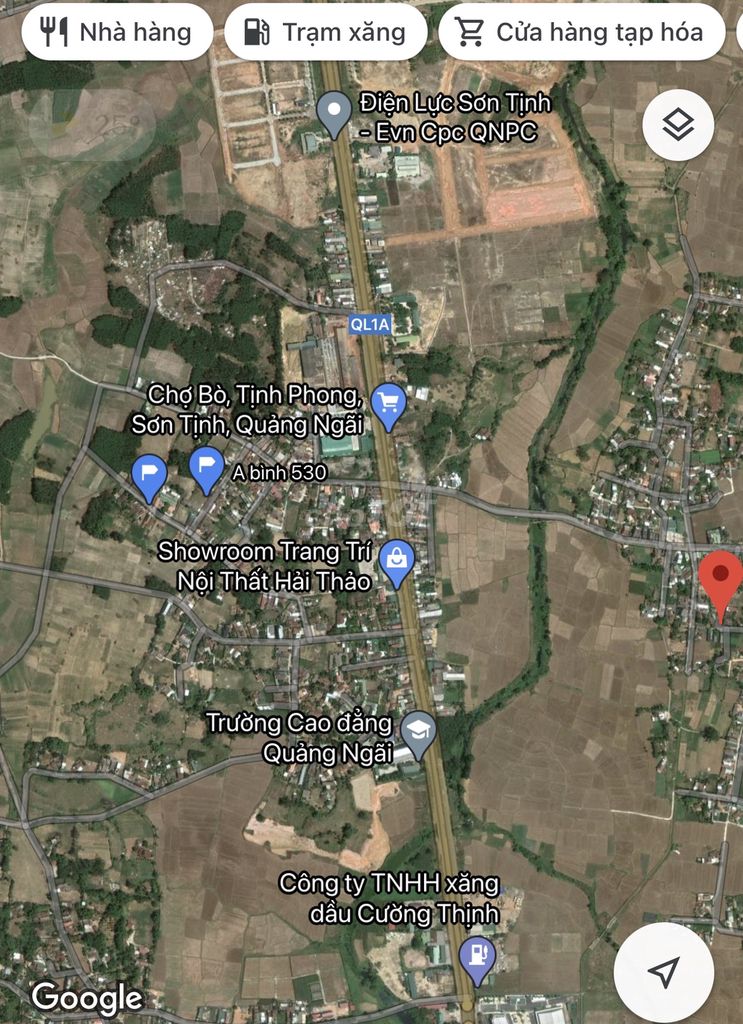 Nhà hàng
Trạm xăng
Cửa hàng tạp hóa
Điện Lực Sơn Tịnh
- Evn Cpc QNPC
QL1A
Chợ Bò, Tịnh Phong,
Sơn Tịnh, Quảng Ngãi
A bình 530
Showroom Trang Trí
Nội Thất Hải Thảo
Trường Cao đẳng
Quảng Ngãi
Công ty TNHH xăng
dầu Cường Thịnh
Google